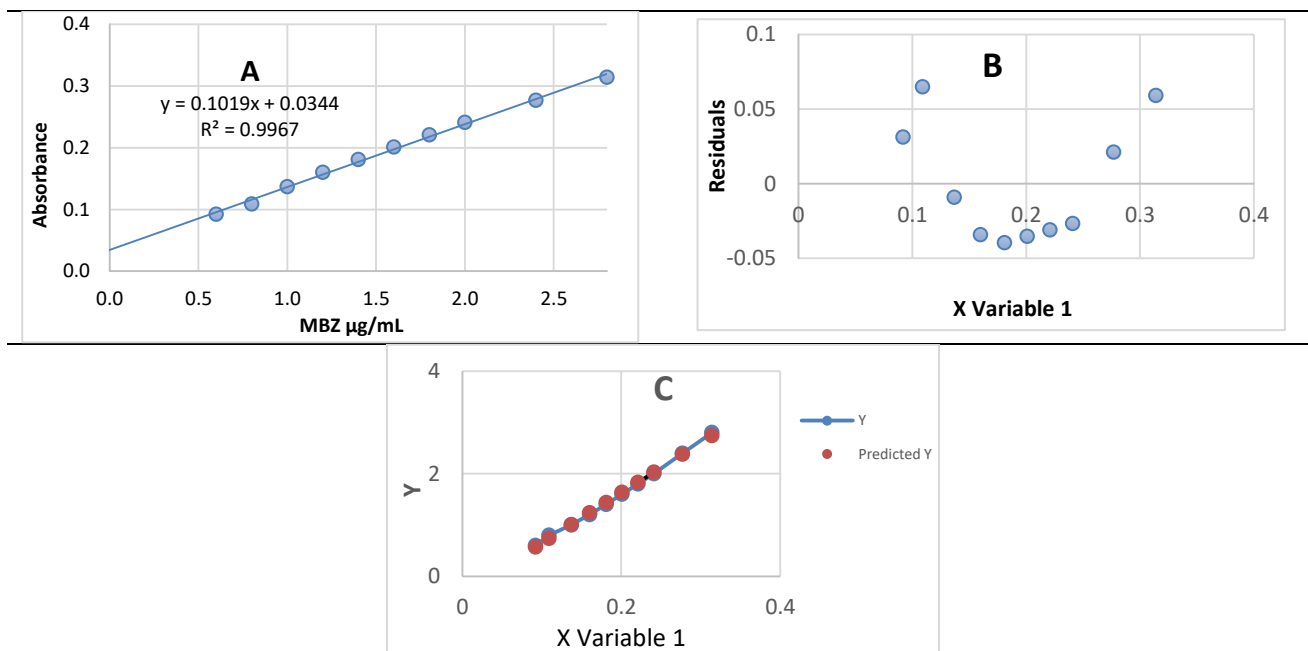 A
y = 0.1019x + 0.0344
R² = 0.9967
Absorbance
0.4
0.3
0.2
0.1
0.0
0.0 0.5 1.0 1.5 2.0 2.5
MBZ µg/mL
B
Residuals
0.1
0.05
0
-0.05
0 0.1 0.2 0.3 0.4
X Variable 1
C
Y
4
2
0
0 0.2 0.4
X Variable 1
Y
Predicted Y